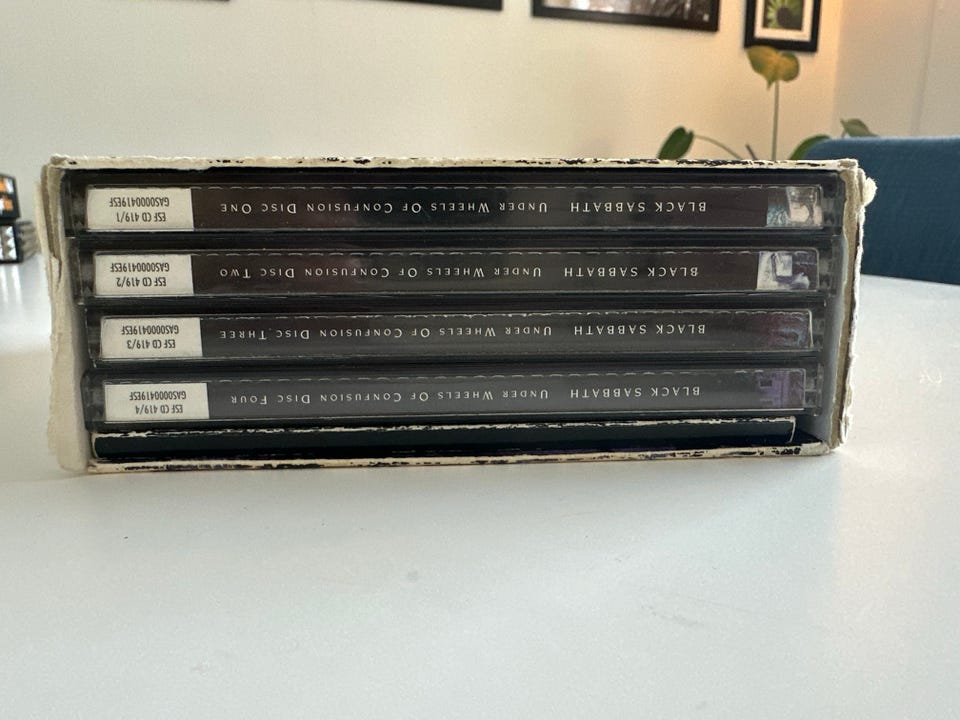 BLACK SABBATH UNDER WHEELS OF CONFUSION DISC ONE
ESF CD 419/1
GAS0000419ESF
BLACK SABBATH UNDER WHEELS OF CONFUSION DISC TWO
ESF CD 419/2
GAS0000419ESF
BLACK SABBATH UNDER WHEELS OF CONFUSION DISC THREE
ESF CD 419/3
GAS0000419ESF
BLACK SABBATH UNDER WHEELS OF CONFUSION DISC FOUR
ESF CD 419/4
GAS0000419ESF